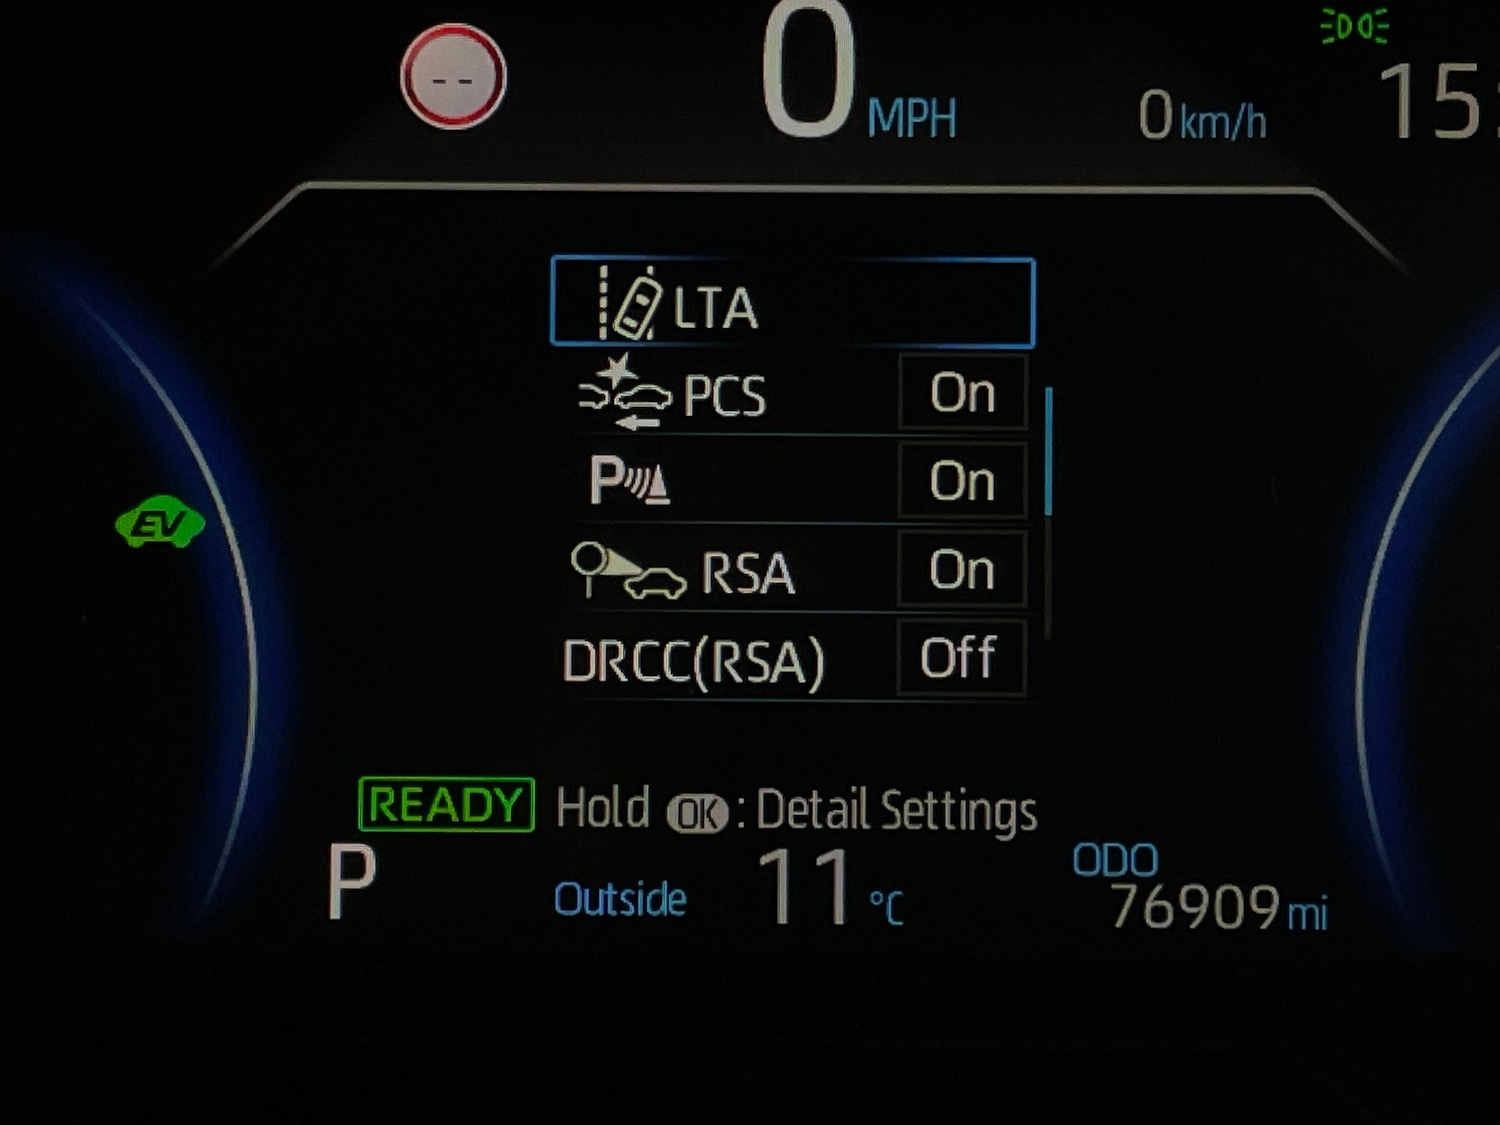 --
0 MPH
0 km/h
15:
LTA
PCS On
P On
RSA On
DRCC(RSA) Off
EV
READY
Hold OK : Detail Settings
P
Outside 11 °C
ODO
76909 mi